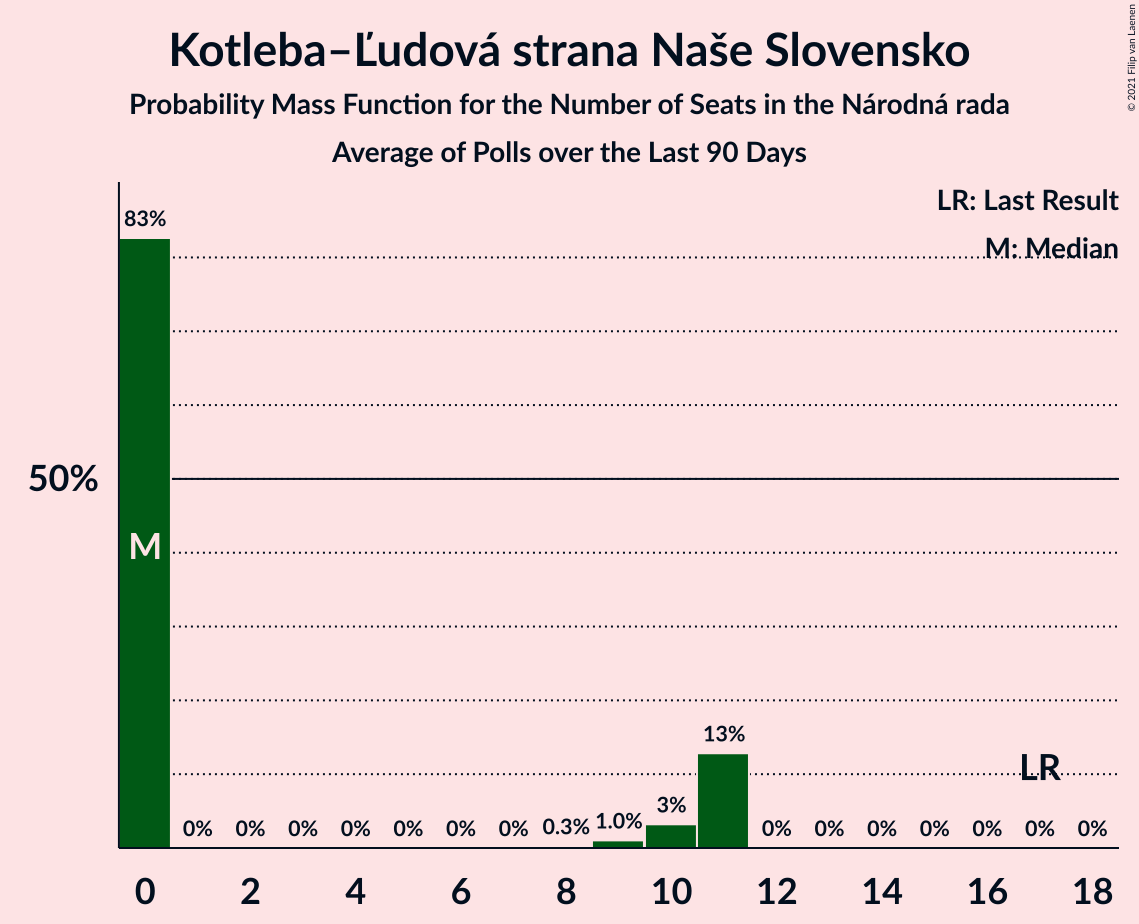 Kotleba–Ľudová strana Naše Slovensko
Probability Mass Function for the Number of Seats in the Národná rada
Average of Polls over the Last 90 Days
© 2021 Filip van Laenen
LR: Last Result
M: Median
83%
50%
M
13%
LR
3%
0% 0% 0% 0% 0% 0% 0% 0.3% 1.0% 0% 0% 0% 0% 0% 0% 0%
0 2 4 6 8 10 12 14 16 18